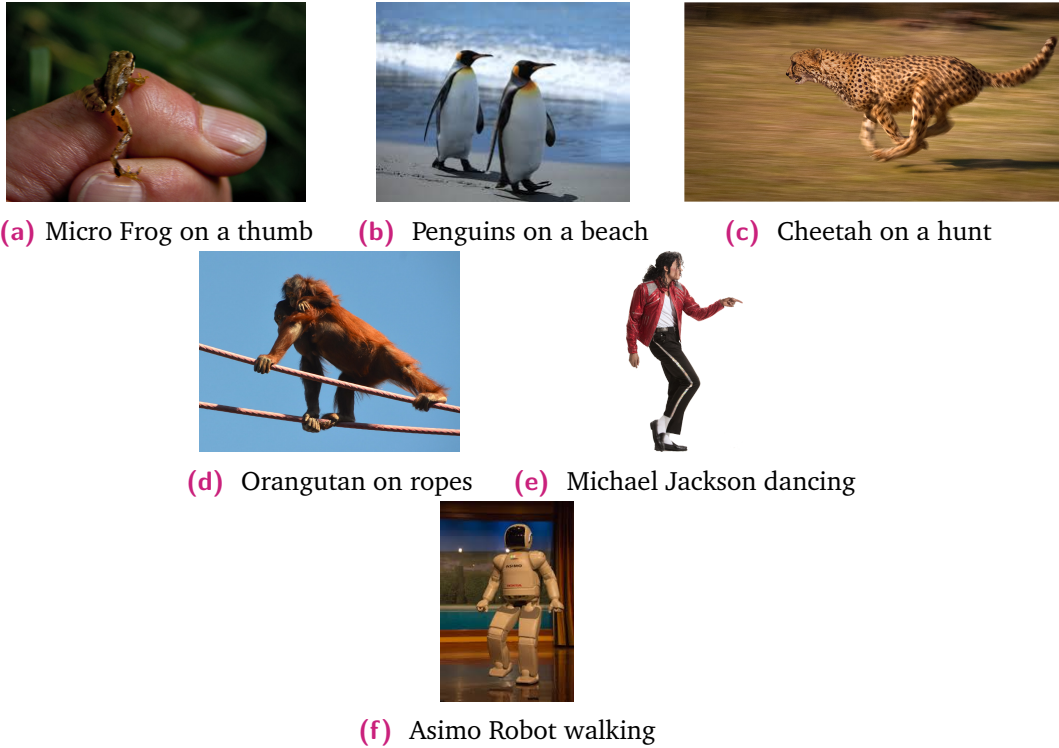 (a) Micro Frog on a thumb
(b) Penguins on a beach
(c) Cheetah on a hunt
(d) Orangutan on ropes
(e) Michael Jackson dancing
(f) Asimo Robot walking